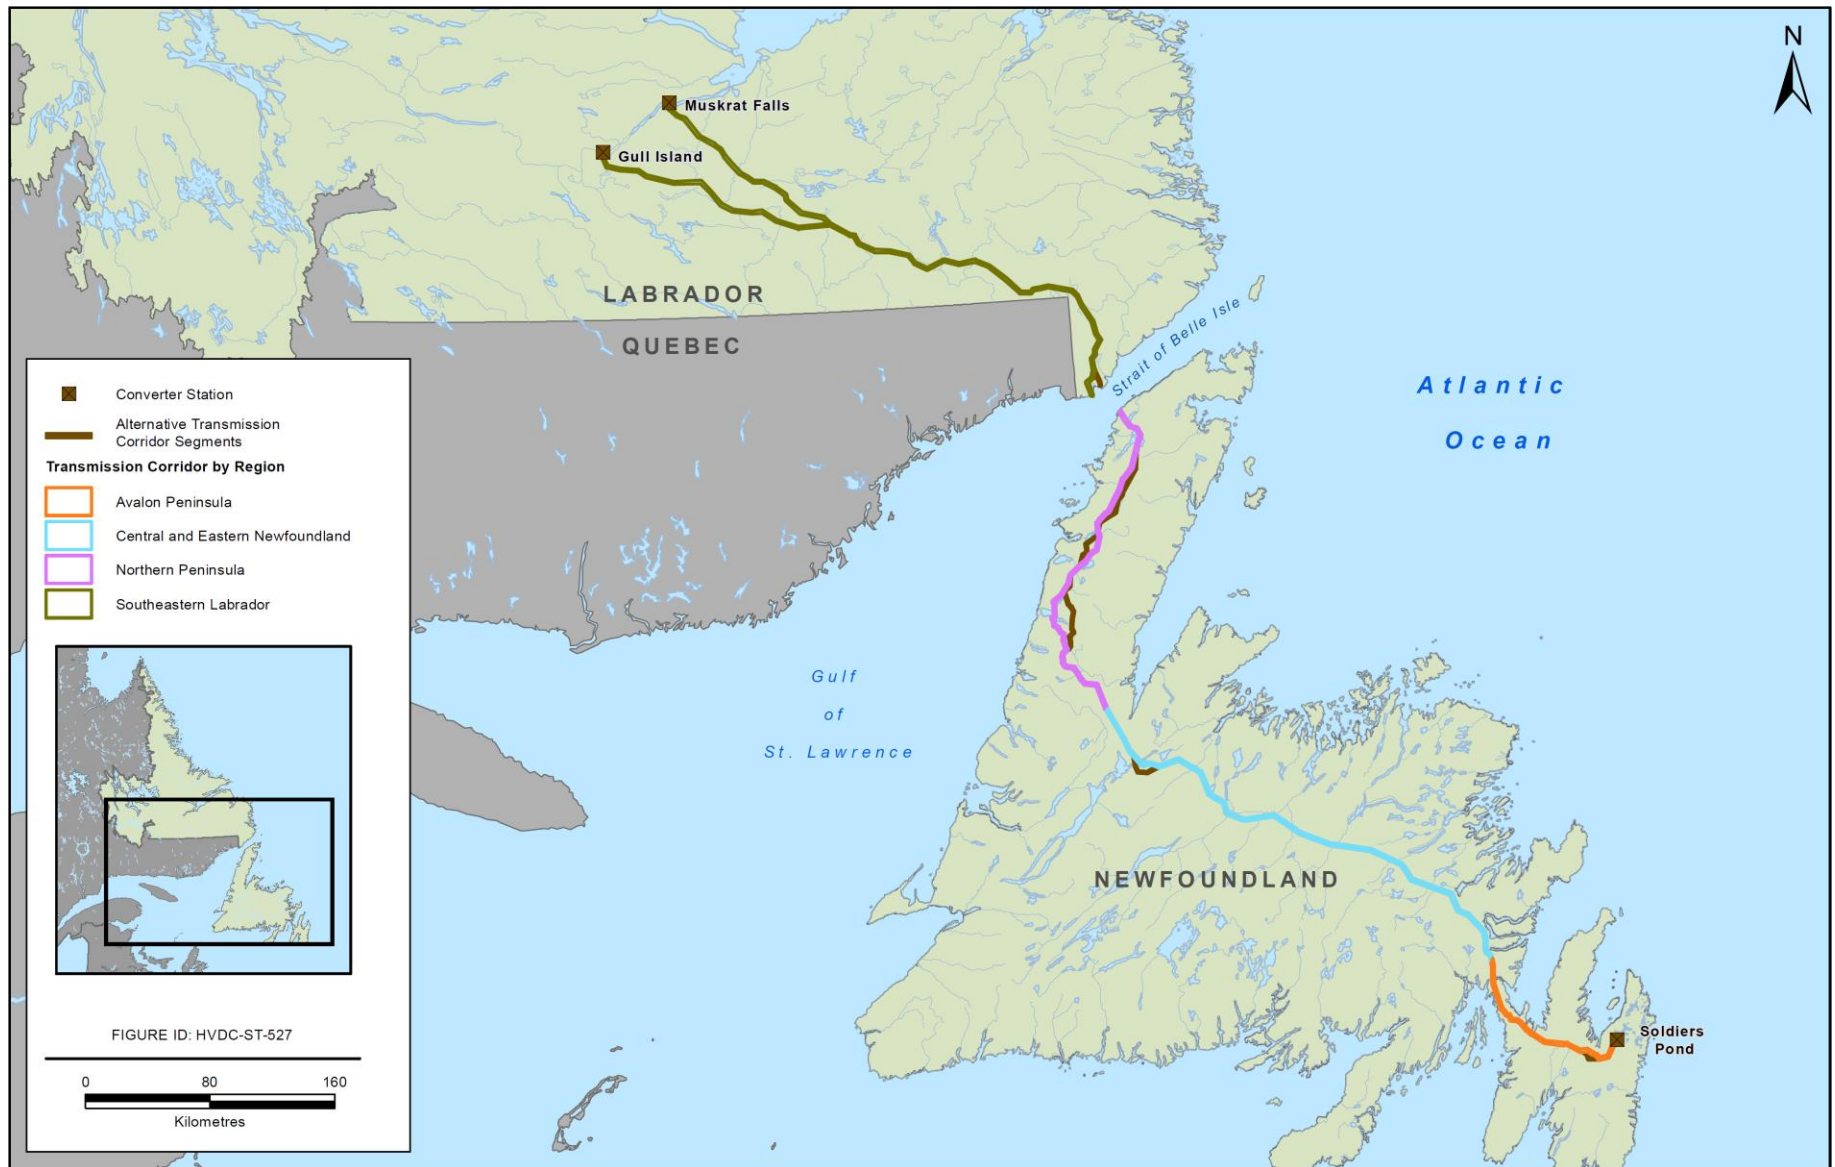 N
Muskrat Falls
Gull Island
LABRADOR
QUEBEC
Strait of Belle Isle
Atlantic
Ocean
Gulf
of
St. Lawrence
NEWFOUNDLAND
Soldiers
Pond
Converter Station
Alternative Transmission
Corridor Segments
Transmission Corridor by Region
Avalon Peninsula
Central and Eastern Newfoundland
Northern Peninsula
Southeastern Labrador
FIGURE ID: HVDC-ST-527
0 80 160
Kilometres